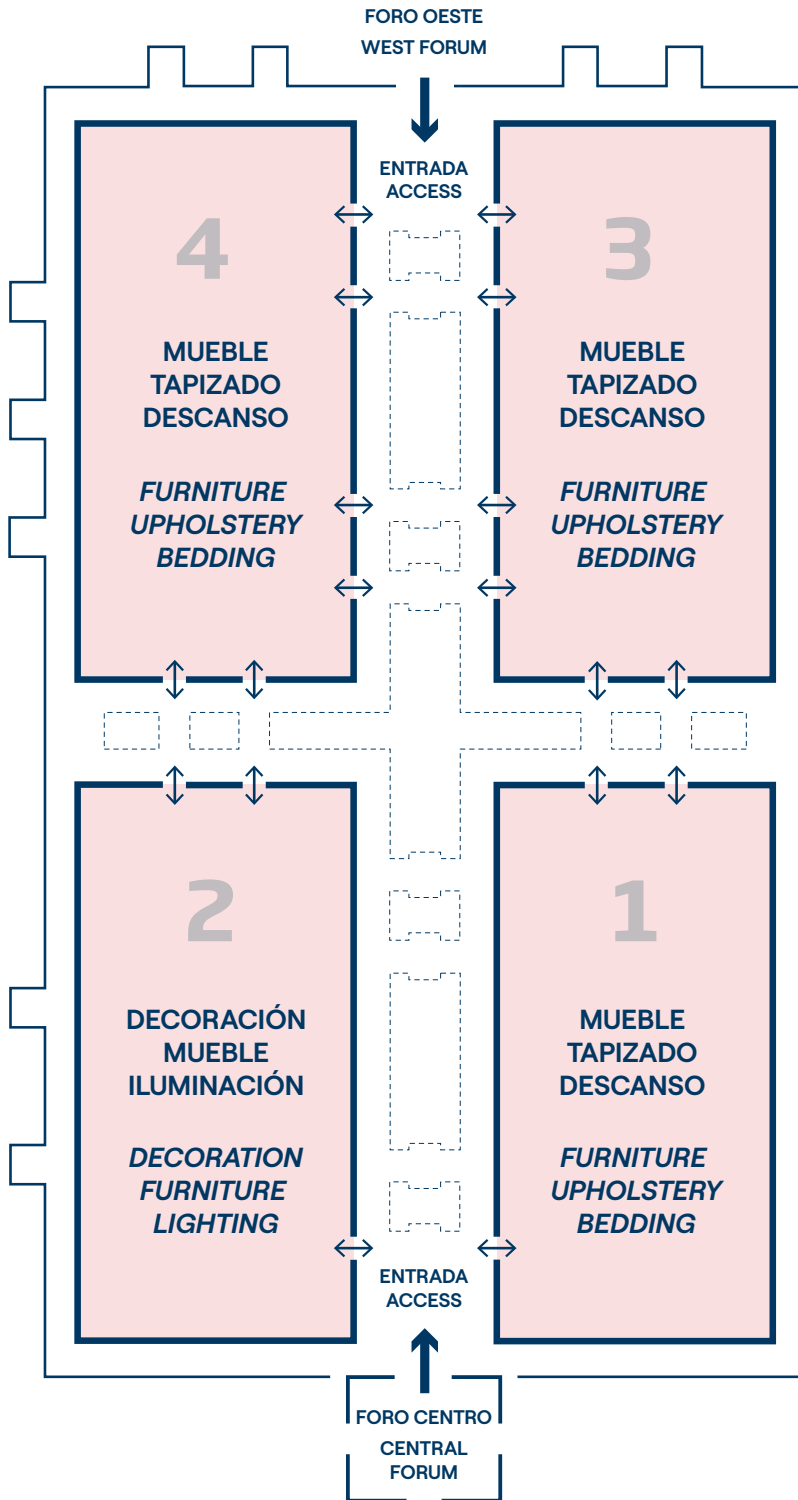 FORO OESTE
WEST FORUM
ENTRADA
ACCESS
4
MUEBLE
TAPIZADO
DESCANSO
FURNITURE
UPHOLSTERY
BEDDING
3
MUEBLE
TAPIZADO
DESCANSO
FURNITURE
UPHOLSTERY
BEDDING
2
DECORACIÓN
MUEBLE
ILUMINACIÓN
DECORATION
FURNITURE
LIGHTING
1
MUEBLE
TAPIZADO
DESCANSO
FURNITURE
UPHOLSTERY
BEDDING
ENTRADA
ACCESS
FORO CENTRO
CENTRAL
FORUM